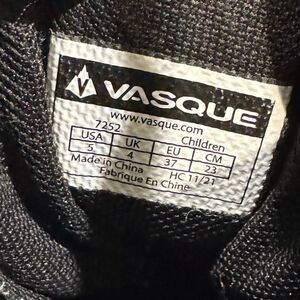 VASQUE
www.vasque.com
7252 Children
USA UK EU CM
5 4 37 23
Made in China HC 11/21
Fabrique En Chine